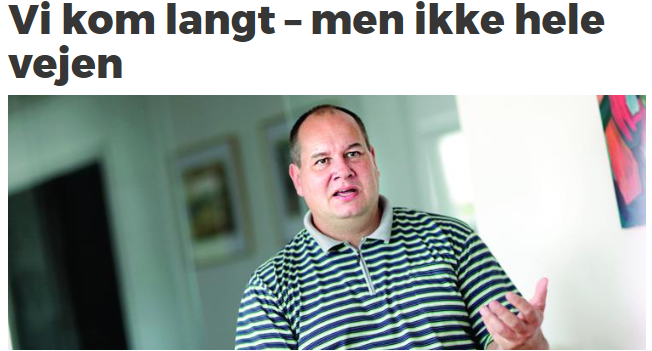 Vi kom langt – men ikke hele
vejen